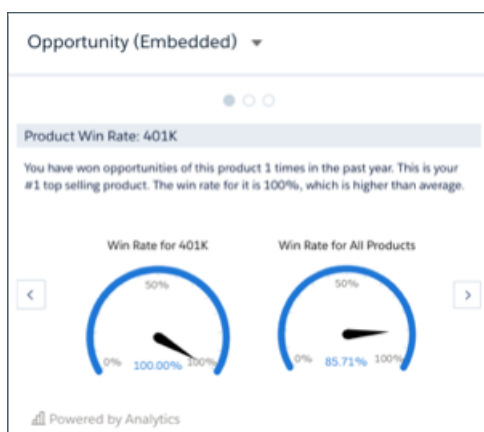 Opportunity (Embedded)
Product Win Rate: 401K
You have won opportunities of this product 1 times in the past year. This is your
#1 top selling product. The win rate for it is 100%, which is higher than average.
Win Rate for 401K
Win Rate for All Products
50%
50%
0%
100.00%
100%
0%
85.71%
100%
Powered by Analytics